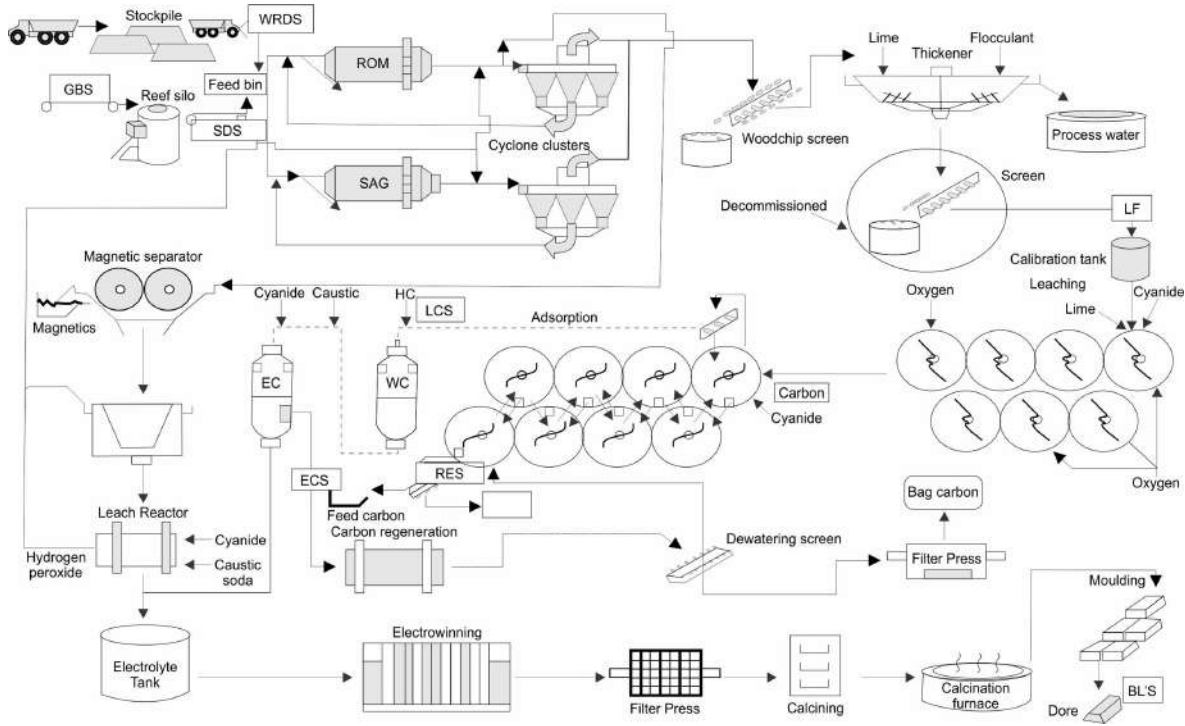 Stockpile
WRDS
Lime
Flocculant
Thickener
ROM
GBS
Reef silo
Feed bin
SDS
Woodchip screen
Process water
Cyclone clusters
SAG
Screen
Decommissioned
LF
Magnetic separator
Calibration tank
Leaching
Cyanide
Caustic
HC
LCS
Adsorption
Oxygen
Cyanide
Lime
Magnetics
EC
WC
Carbon
Cyanide
ECS
RES
Oxygen
Bag carbon
Feed carbon
Carbon regeneration
Leach Reactor
Dewatering screen
Cyanide
Hydrogen
peroxide
Caustic
soda
Filter Press
Moulding
Electrowinning
Electrolyte
Tank
Filter Press
Calcining
Calcination
furnace
BL'S
Dore